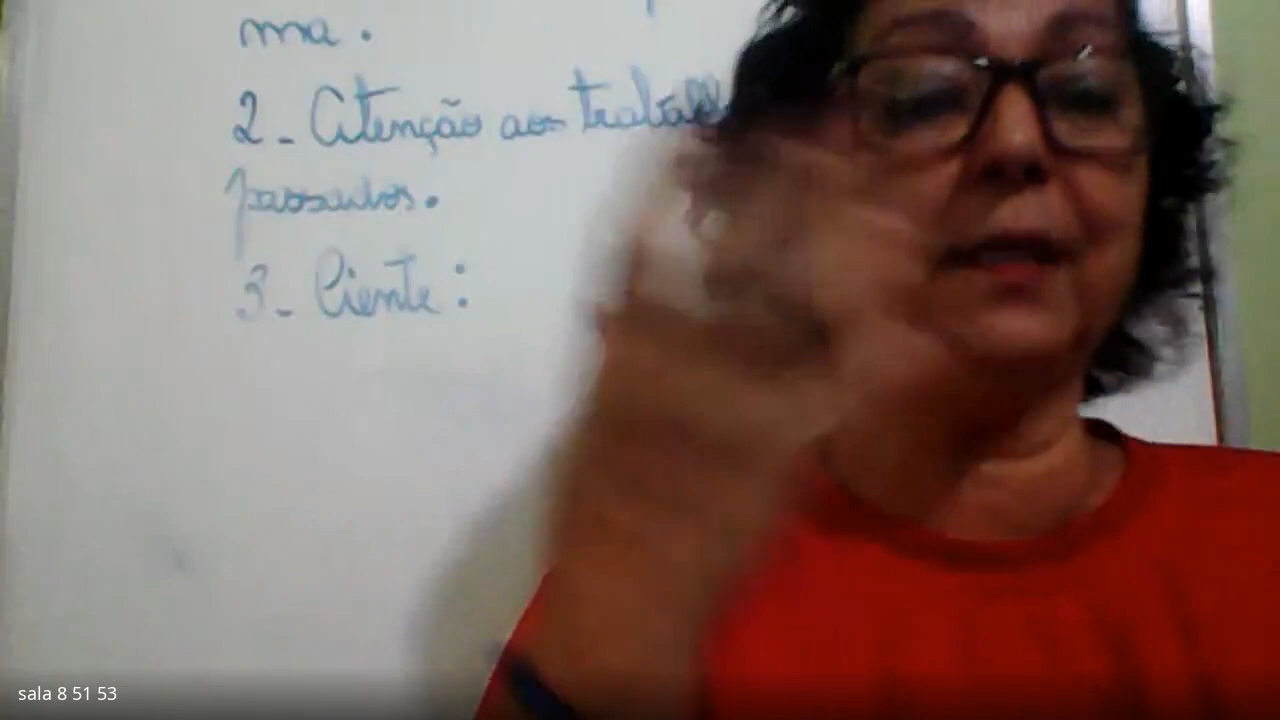 ma.
2 - Atenção aos
passados.
3 - Ciente:
sala 8 51 53